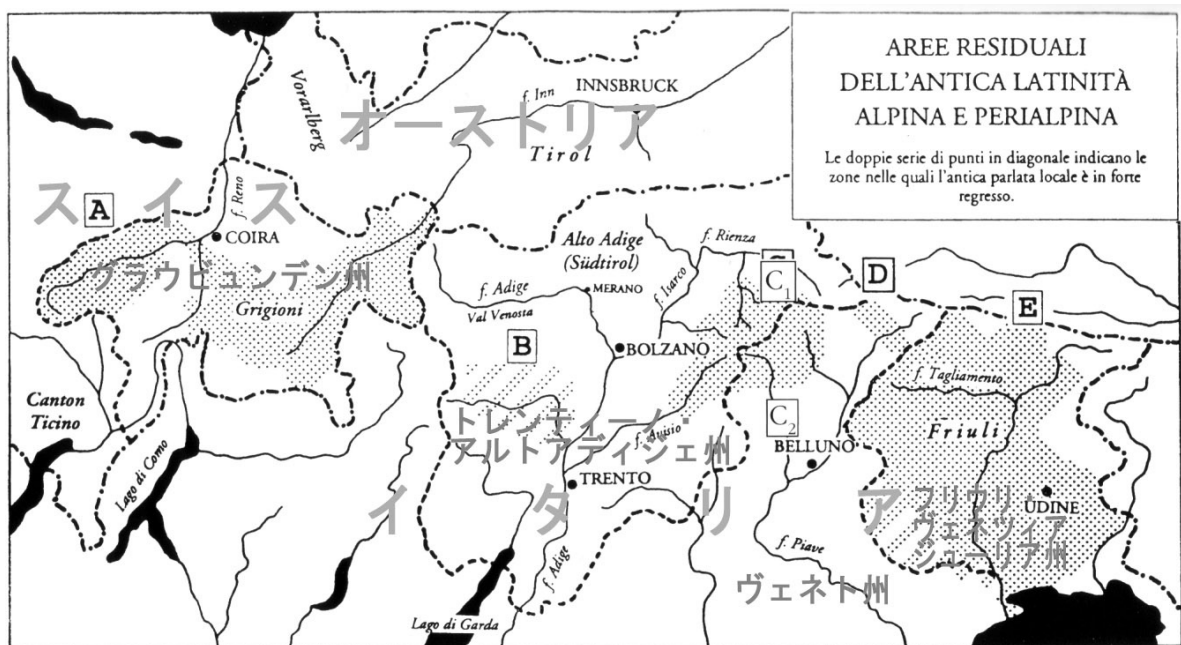 AREE RESIDUALI
DELL'ANTICA LATINITÀ
ALPINA E PERIALPINA
Le doppie serie di punti in diagonale indicano le
zone nelle quali l'antica parlata locale è in forte
regresso.
Vorarlberg
f. Inn
INNSBRUCK
オーストリア
Tirol
スイス
A
f. Reno
COIRA
グラウビュンデン州
Grigioni
Alto Adige
(Südtirol)
f. Rienza
f. Isarco
C1
D
E
f. Adige
MERANO
Val Venosta
B
BOLZANO
f. Tagliamento
Canton
Ticino
Lago di Como
トレンティーノ・
アルトアディジェ州
f. Avisio
C2
BELLUNO
Friuli
TRENTO
イタリア
フリウリ・
ヴェネツィア
ジューリア州
UDINE
f. Piave
ヴェネト州
f. Adige
Lago di Garda